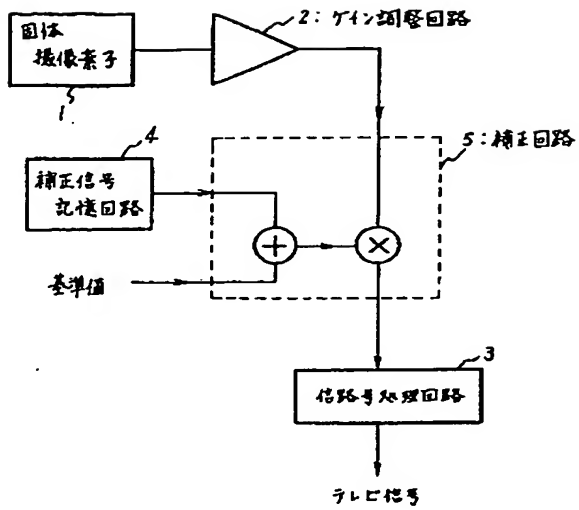 固体
撮像素子
1
2:ゲイン調整回路
4
補正信号
記憶回路
5:補正回路
基準値
+
×
3
信路号処理回路
テレビ信号